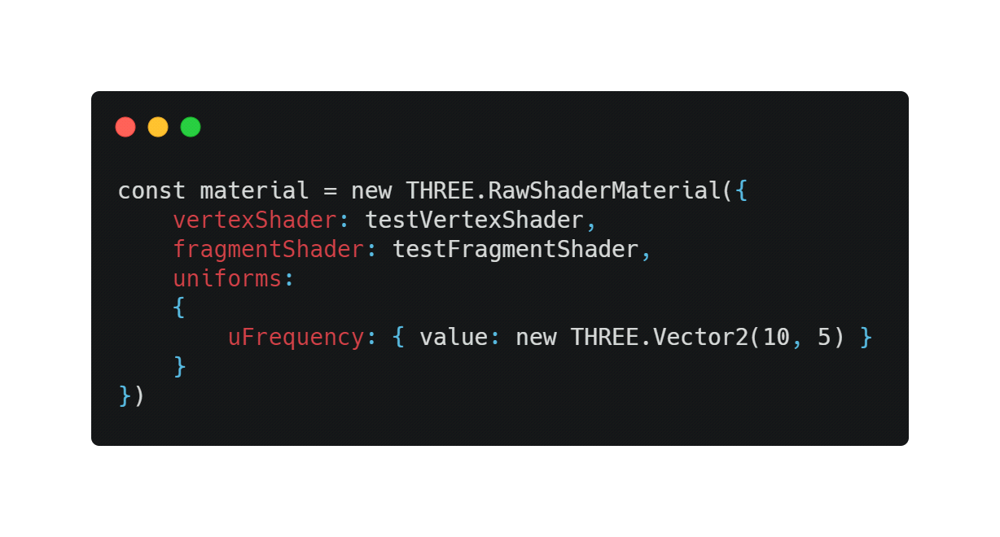 const material = new THREE.RawShaderMaterial({
    vertexShader: testVertexShader,
    fragmentShader: testFragmentShader,
    uniforms:
    {
        uFrequency: { value: new THREE.Vector2(10, 5) }
    }
})